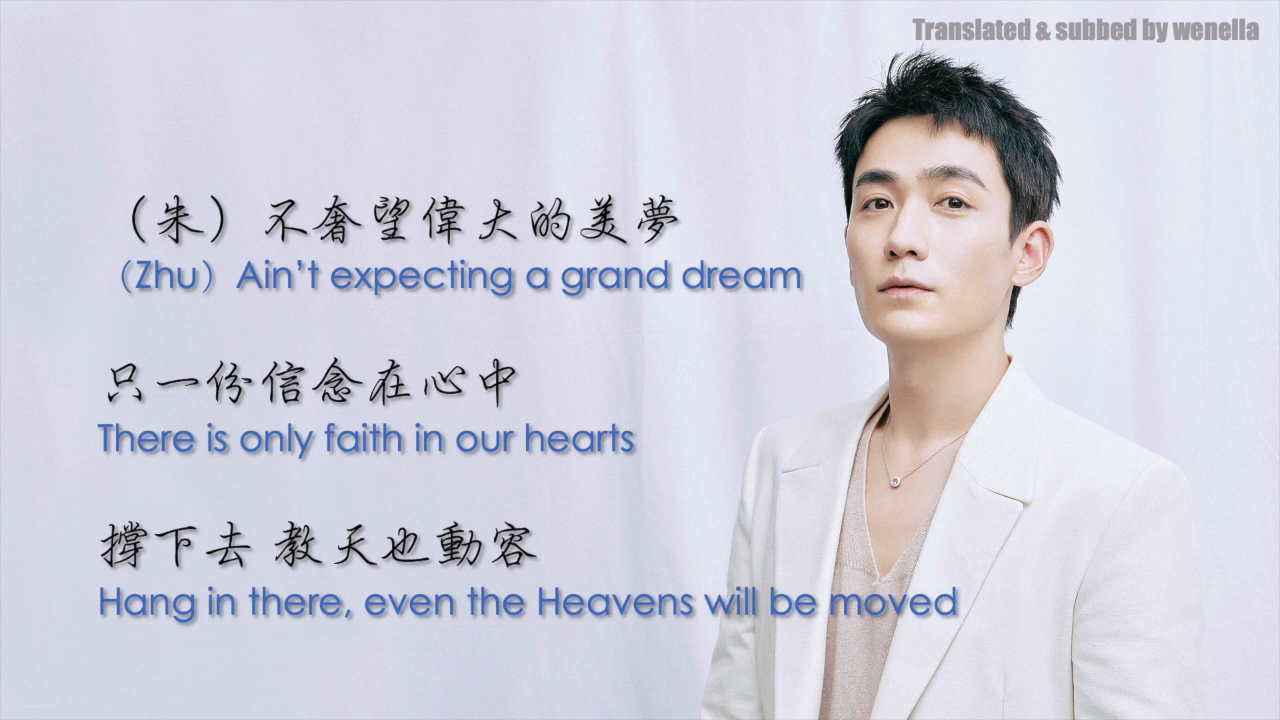 Translated & subbed by wenella
（朱）不奢望偉大的美夢
（Zhu）Ain’t expecting a grand dream
只一份信念在心中
There is only faith in our hearts
撐下去 教天也動容
Hang in there, even the Heavens will be moved